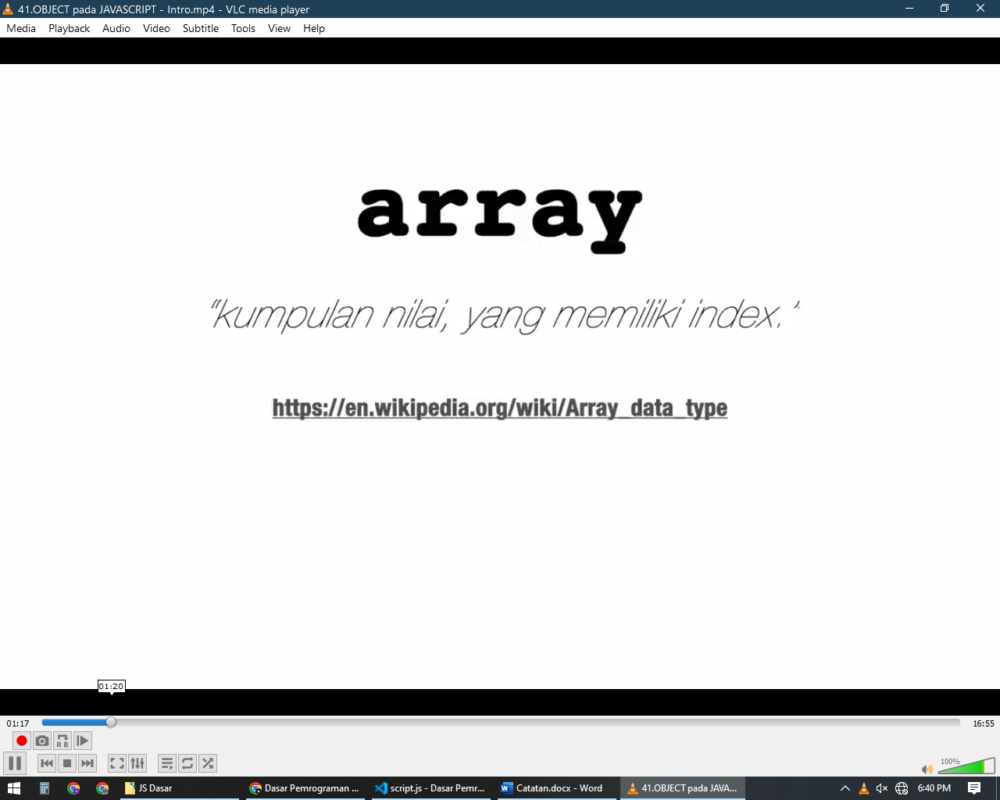 41.OBJECT pada JAVASCRIPT - Intro.mp4 - VLC media player
Media Playback Audio Video Subtitle Tools View Help
array
“kumpulan nilai, yang memiliki index.”
https://en.wikipedia.org/wiki/Array_data_type
01:20
01:17 16:55
A B
100%
JS Dasar Dasar Pemrograman ... script.js - Dasar Pemr... Catatan.docx - Word 41.OBJECT pada JAVA... 6:40 PM